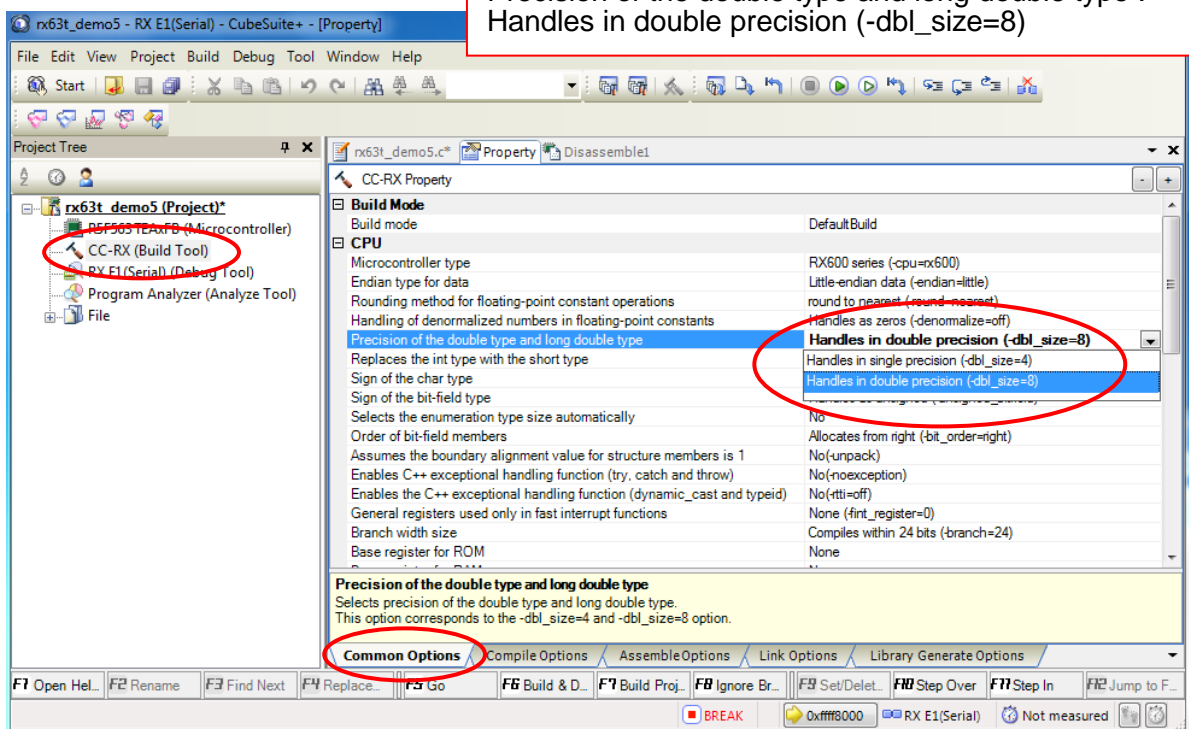 Precision of the double type and long double type :
Handles in double precision (-dbl_size=8)
rx63t_demo5 - RX E1(Serial) - CubeSuite+ - [Property]
File Edit View Project Build Debug Tool Window Help
Start
Project Tree
rx63t_demo5.c* Property Disassemble1
CC-RX Property
rx63t_demo5 (Project)*
R5F563TEAxFB (Microcontroller)
CC-RX (Build Tool)
RX E1(Serial) (Debug Tool)
Program Analyzer (Analyze Tool)
File
Build Mode
Build mode DefaultBuild
CPU
Microcontroller type RX600 series (-cpu=rx600)
Endian type for data Little-endian data (-endian=little)
Rounding method for floating-point constant operations round to nearest (-round=nearest)
Handling of denormalized numbers in floating-point constants Handles as zeros (-denormalize=off)
Precision of the double type and long double type Handles in double precision (-dbl_size=8)
Replaces the int type with the short type Handles in single precision (-dbl_size=4)
Sign of the char type Handles in double precision (-dbl_size=8)
Sign of the bit-field type
Selects the enumeration type size automatically No
Order of bit-field members Allocates from right (-bit_order=right)
Assumes the boundary alignment value for structure members is 1 No(-unpack)
Enables C++ exceptional handling function (try, catch and throw) No(-noexception)
Enables the C++ exceptional handling function (dynamic_cast and typeid) No(-rtti=off)
General registers used only in fast interrupt functions None (-fint_register=0)
Branch width size Compiles within 24 bits (-branch=24)
Base register for ROM None
Precision of the double type and long double type
Selects precision of the double type and long double type.
This option corresponds to the -dbl_size=4 and -dbl_size=8 option.
Common Options Compile Options Assemble Options Link Options Library Generate Options
F1 Open Hel... F2 Rename F3 Find Next F4 Replace... F5 Go F6 Build & D... F7 Build Proj... F8 Ignore Br... F9 Set/Delet... F10 Step Over F11 Step In F12 Jump to F...
BREAK 0xffff8000 RX E1(Serial) Not measured